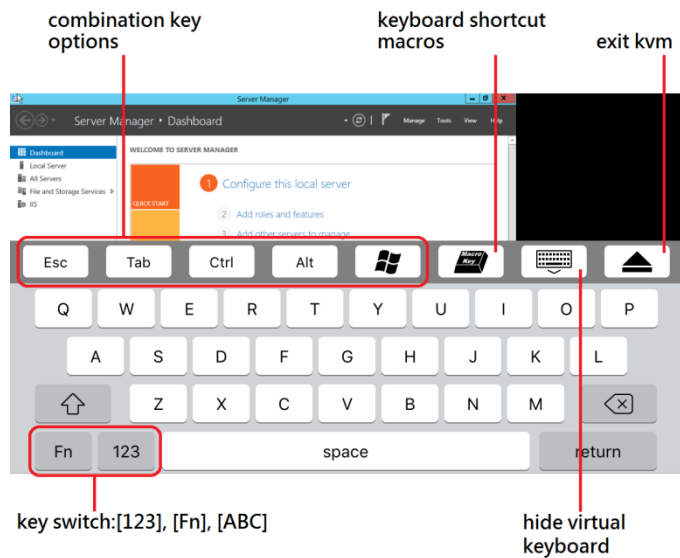 combination key
options
keyboard shortcut
macros
exit kvm
Server Manager
Server Manager • Dashboard
Manage Tools View Help
Dashboard
Local Server
All Servers
File and Storage Services
IIS
WELCOME TO SERVER MANAGER
QUICK START
1 Configure this local server
2 Add roles and features
3 Add other servers to manage
Esc Tab Ctrl Alt Macro
Key
Q W E R T Y U I O P
A S D F G H J K L
Z X C V B N M
Fn 123 space return
key switch:[123], [Fn], [ABC]
hide virtual
keyboard